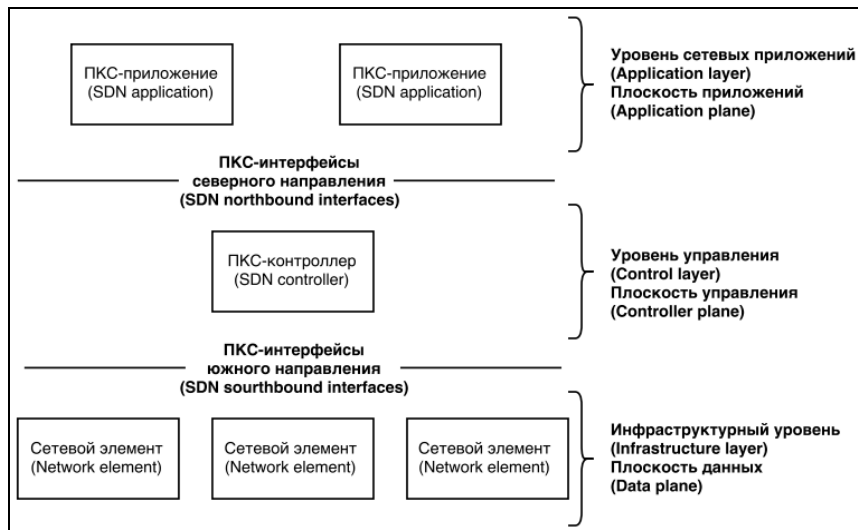 ПКС-приложение
(SDN application)
ПКС-приложение
(SDN application)
Уровень сетевых приложений
(Application layer)
Плоскость приложений
(Application plane)
ПКС-интерфейсы
северного направления
(SDN northbound interfaces)
ПКС-контроллер
(SDN controller)
Уровень управления
(Control layer)
Плоскость управления
(Controller plane)
ПКС-интерфейсы
южного направления
(SDN sourthbound interfaces)
Сетевой элемент
(Network element)
Сетевой элемент
(Network element)
Сетевой элемент
(Network element)
Инфраструктурный уровень
(Infrastructure layer)
Плоскость данных
(Data plane)